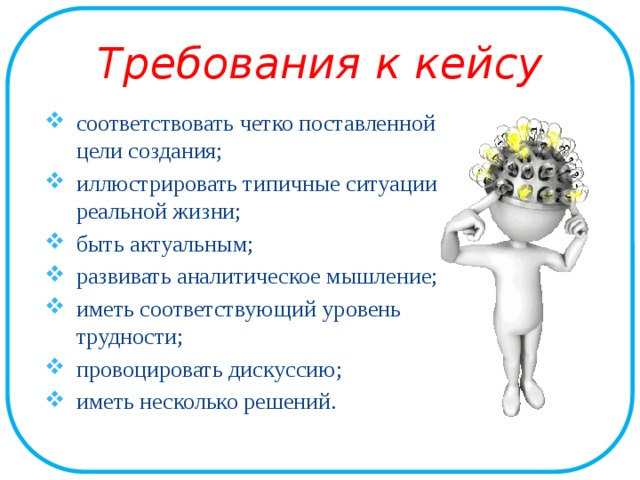 Требования к кейсу
соответствовать четко поставленной
цели создания;
иллюстрировать типичные ситуации
реальной жизни;
быть актуальным;
развивать аналитическое мышление;
иметь соответствующий уровень
трудности;
провоцировать дискуссию;
иметь несколько решений.